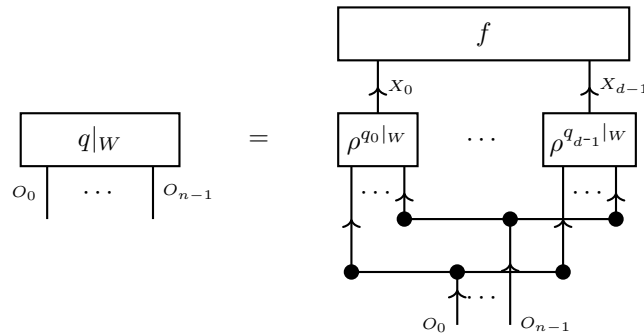 f
X_0 X_{d-1}
q|_W = ρ^{q_0|_W} ⋯ ρ^{q_{d-1}|_W}
O_0 ⋯ O_{n-1} ⋯ ⋯
⋯
O_0 O_{n-1}